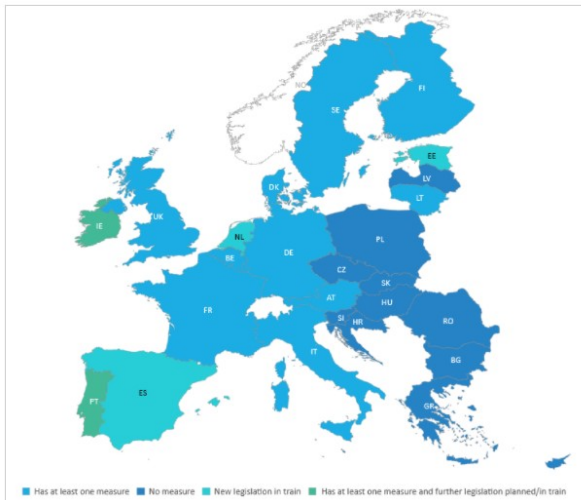 NO
SE
FI
EE
LV
LT
DK
IE
UK
NL
BE
DE
PL
CZ
SK
AT
HU
SI
HR
RO
FR
IT
BG
PT
ES
GR
Has at least one measure No measure New legislation in train Has at least one measure and further legislation planned/in train